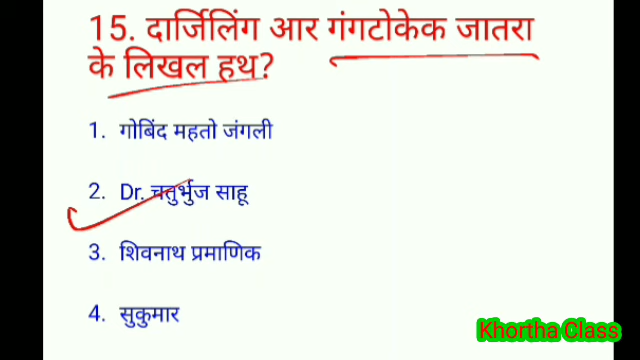 15. दार्जिलिंग आर गंगटोकेक जातरा
के लिखल हथ?
1. गोबिंद महतो जंगली
2. Dr. चतुर्भुज साहू
3. शिवनाथ प्रमाणिक
4. सुकुमार
Khortha Class